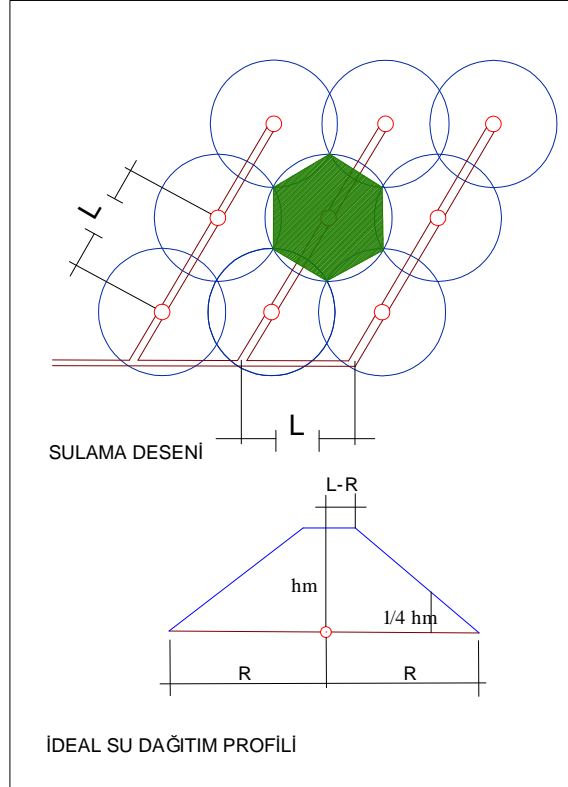 L
L
SULAMA DESENİ
L-R
hm
1/4 hm
R
R
İDEAL SU DAĞITIM PROFİLİ